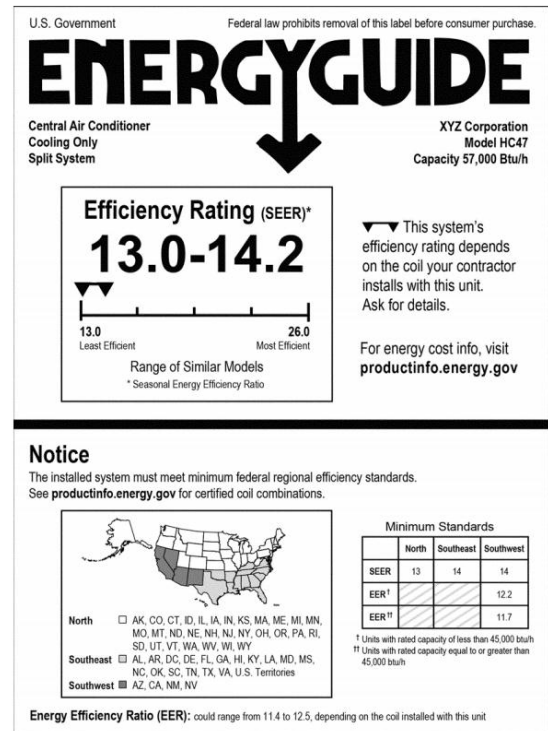 U.S. Government
Federal law prohibits removal of this label before consumer purchase.
ENERGYGUIDE
Central Air Conditioner
Cooling Only
Split System
XYZ Corporation
Model HC47
Capacity 57,000 Btu/h
Efficiency Rating (SEER)*
13.0-14.2
13.0
26.0
Least Efficient
Most Efficient
Range of Similar Models
* Seasonal Energy Efficiency Ratio
This system's
efficiency rating depends
on the coil your contractor
installs with this unit.
Ask for details.
For energy cost info, visit
productinfo.energy.gov
Notice
The installed system must meet minimum federal regional efficiency standards.
See productinfo.energy.gov for certified coil combinations.
North AK, CO, CT, ID, IL, IA, IN, KS, MA, ME, MI, MN,
MO, MT, ND, NE, NH, NJ, NY, OH, OR, PA, RI,
SD, UT, VT, WA, WV, WI, WY
Southeast AL, AR, DC, DE, FL, GA, HI, KY, LA, MD, MS,
NC, OK, SC, TN, TX, VA, U.S. Territories
Southwest AZ, CA, NM, NV
Minimum Standards
North Southeast Southwest
SEER 13 14 14
EER† 12.2
EER†† 11.7
† Units with rated capacity of less than 45,000 btu/h
†† Units with rated capacity equal to or greater than
45,000 btu/h
Energy Efficiency Ratio (EER): could range from 11.4 to 12.5, depending on the coil installed with this unit